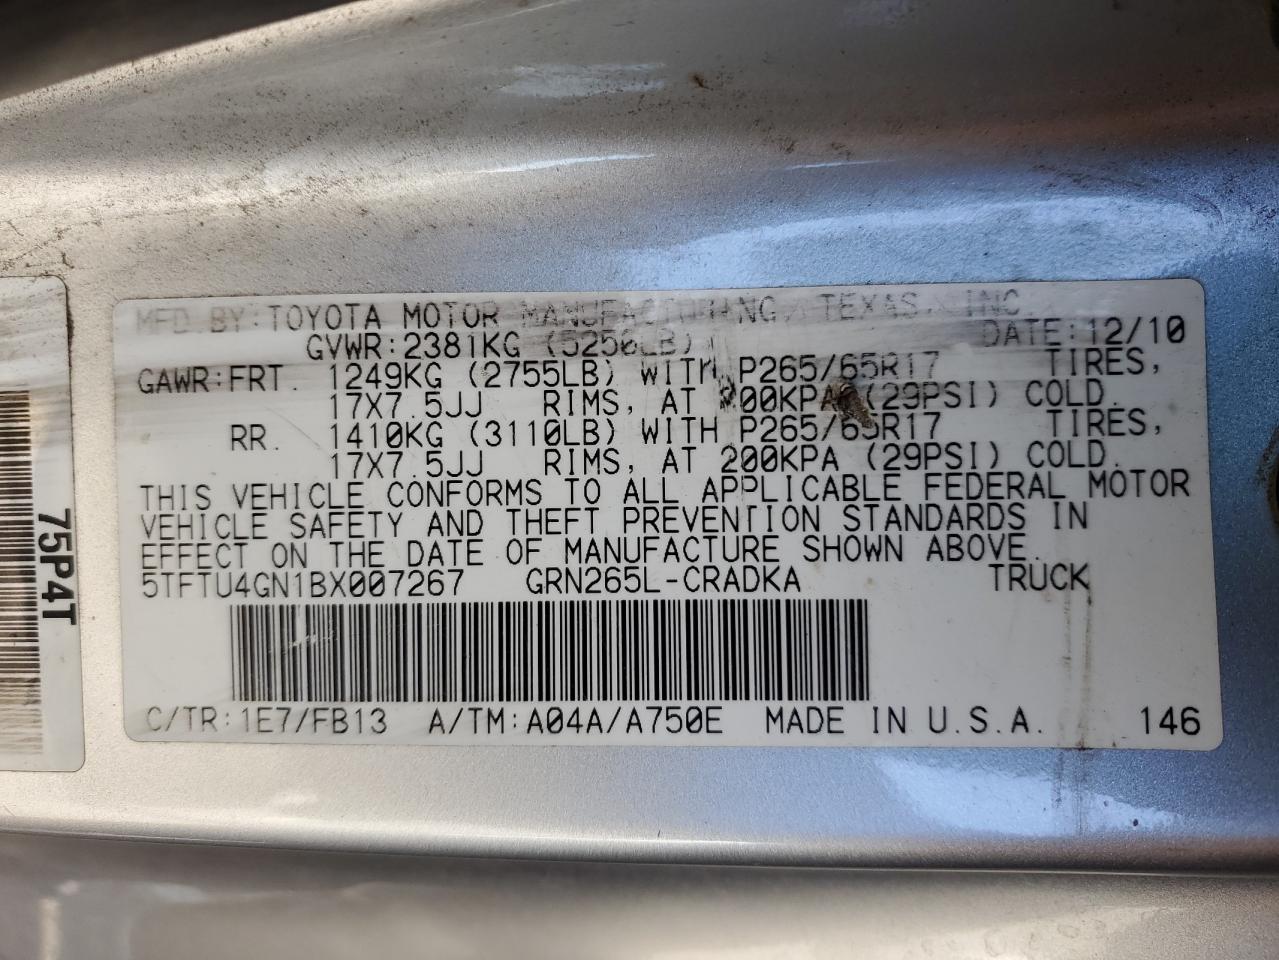 MFD BY: TOYOTA MOTOR MANUFACTURING, TEXAS, INC.
GVWR: 2381KG (5250LB) DATE: 12/10
GAWR: FRT. 1249KG (2755LB) WITH P265/65R17 TIRES,
17X7.5JJ RIMS, AT 200KPA (29PSI) COLD.
RR. 1410KG (3110LB) WITH P265/65R17 TIRES,
17X7.5JJ RIMS, AT 200KPA (29PSI) COLD.
THIS VEHICLE CONFORMS TO ALL APPLICABLE FEDERAL MOTOR
VEHICLE SAFETY AND THEFT PREVENTION STANDARDS IN
EFFECT ON THE DATE OF MANUFACTURE SHOWN ABOVE.
5TFTU4GN1BX007267 GRN265L-CRADKA TRUCK
C/TR: 1E7/FB13 A/TM: A04A/A750E MADE IN U.S.A. 146
75P4T